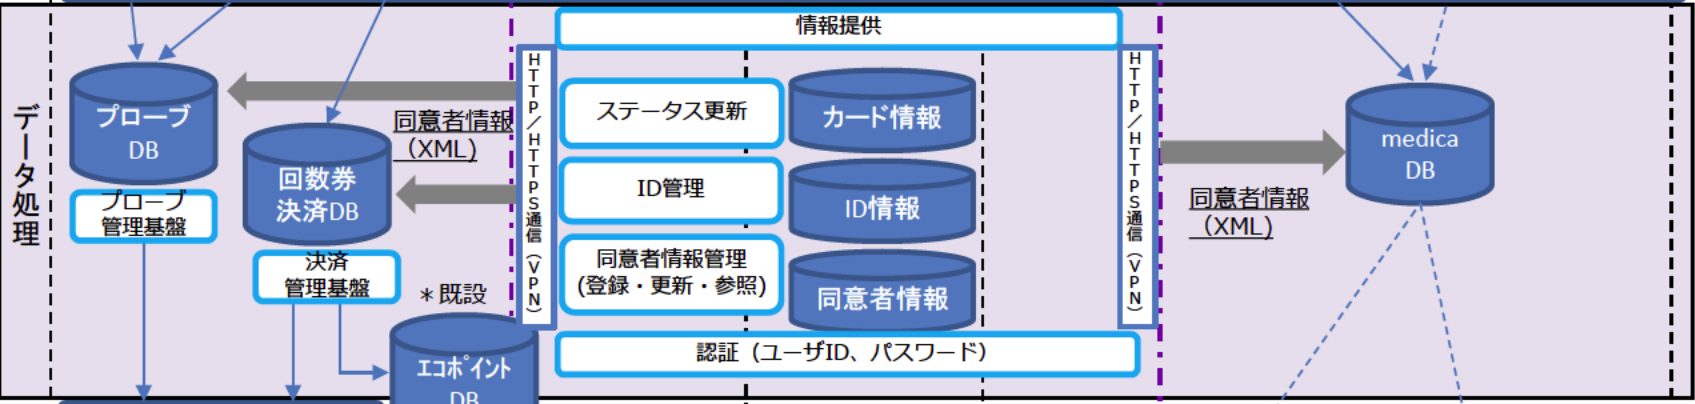 データ処理
プローブ
DB
プローブ
管理基盤
回数券
決済DB
決済
管理基盤
同意者情報
（XML）
＊既設
エコポイント
DB
HTTP／HTTPS通信（VPN）
情報提供
ステータス更新
ID管理
同意者情報管理
(登録・更新・参照)
カード情報
ID情報
同意者情報
認証（ユーザID、パスワード）
HTTP／HTTPS通信（VPN）
同意者情報
（XML）
medica
DB